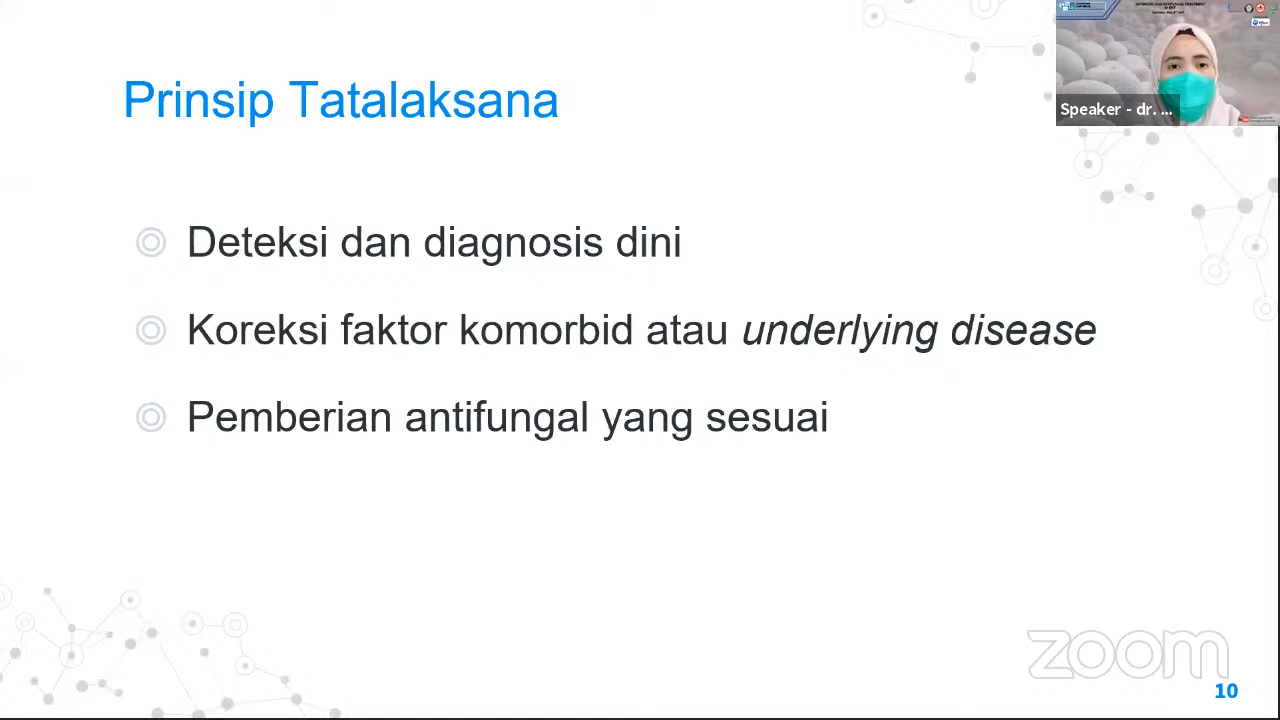 Prinsip Tatalaksana
Speaker - dr. ...
Deteksi dan diagnosis dini
Koreksi faktor komorbid atau underlying disease
Pemberian antifungal yang sesuai
zoom
10